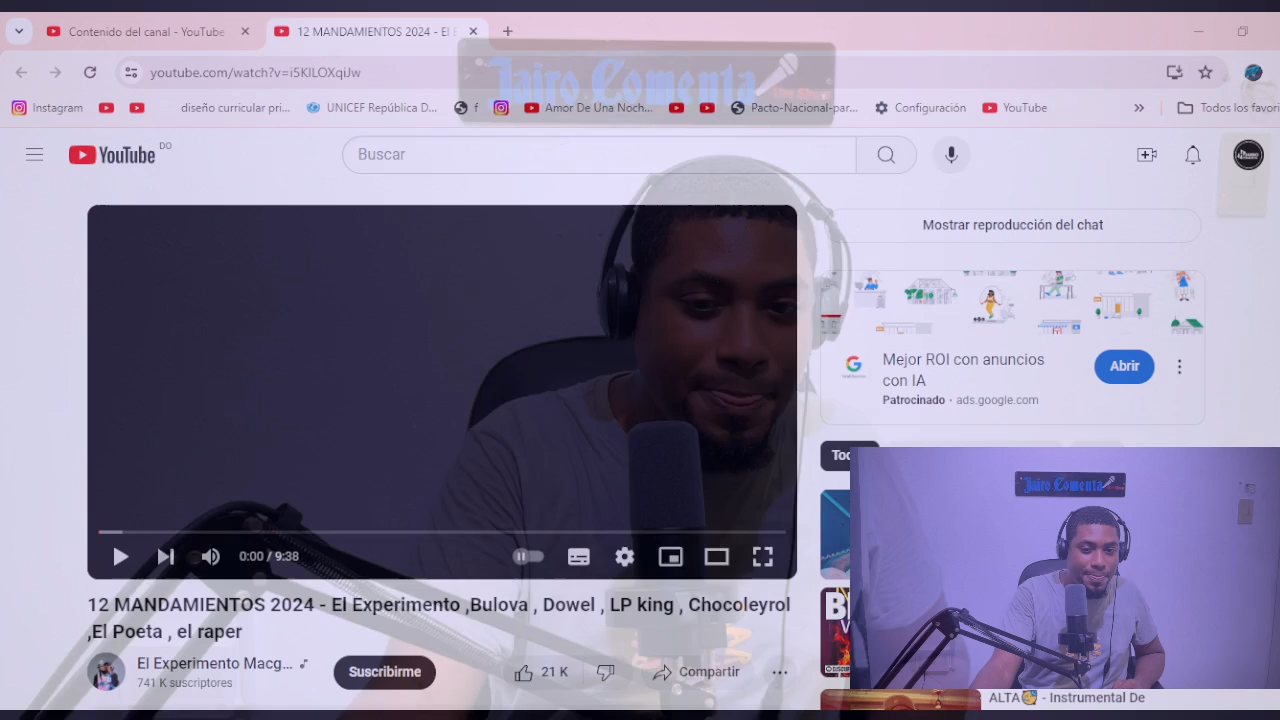 Contenido del canal - YouTube
12 MANDAMIENTOS 2024 - El E
youtube.com/watch?v=i5KlLOXqiJw
Jairo Comenta
Instagram
diseño curricular pri...
UNICEF República D...
f
Amor De Una Noch...
Pacto-Nacional-par...
Configuración
YouTube
Todos los favor
YouTube DO
Buscar
Mostrar reproducción del chat
Mejor ROI con anuncios
con IA
Patrocinado · ads.google.com
Abrir
0:00 / 9:38
Jairo Comenta
12 MANDAMIENTOS 2024 - El Experimento ,Bulova , Dowel , LP king , Chocoleyrol
,El Poeta , el raper
El Experimento Macg...
741 K suscriptores
Suscribirme
21 K
Compartir
ALTA - Instrumental De